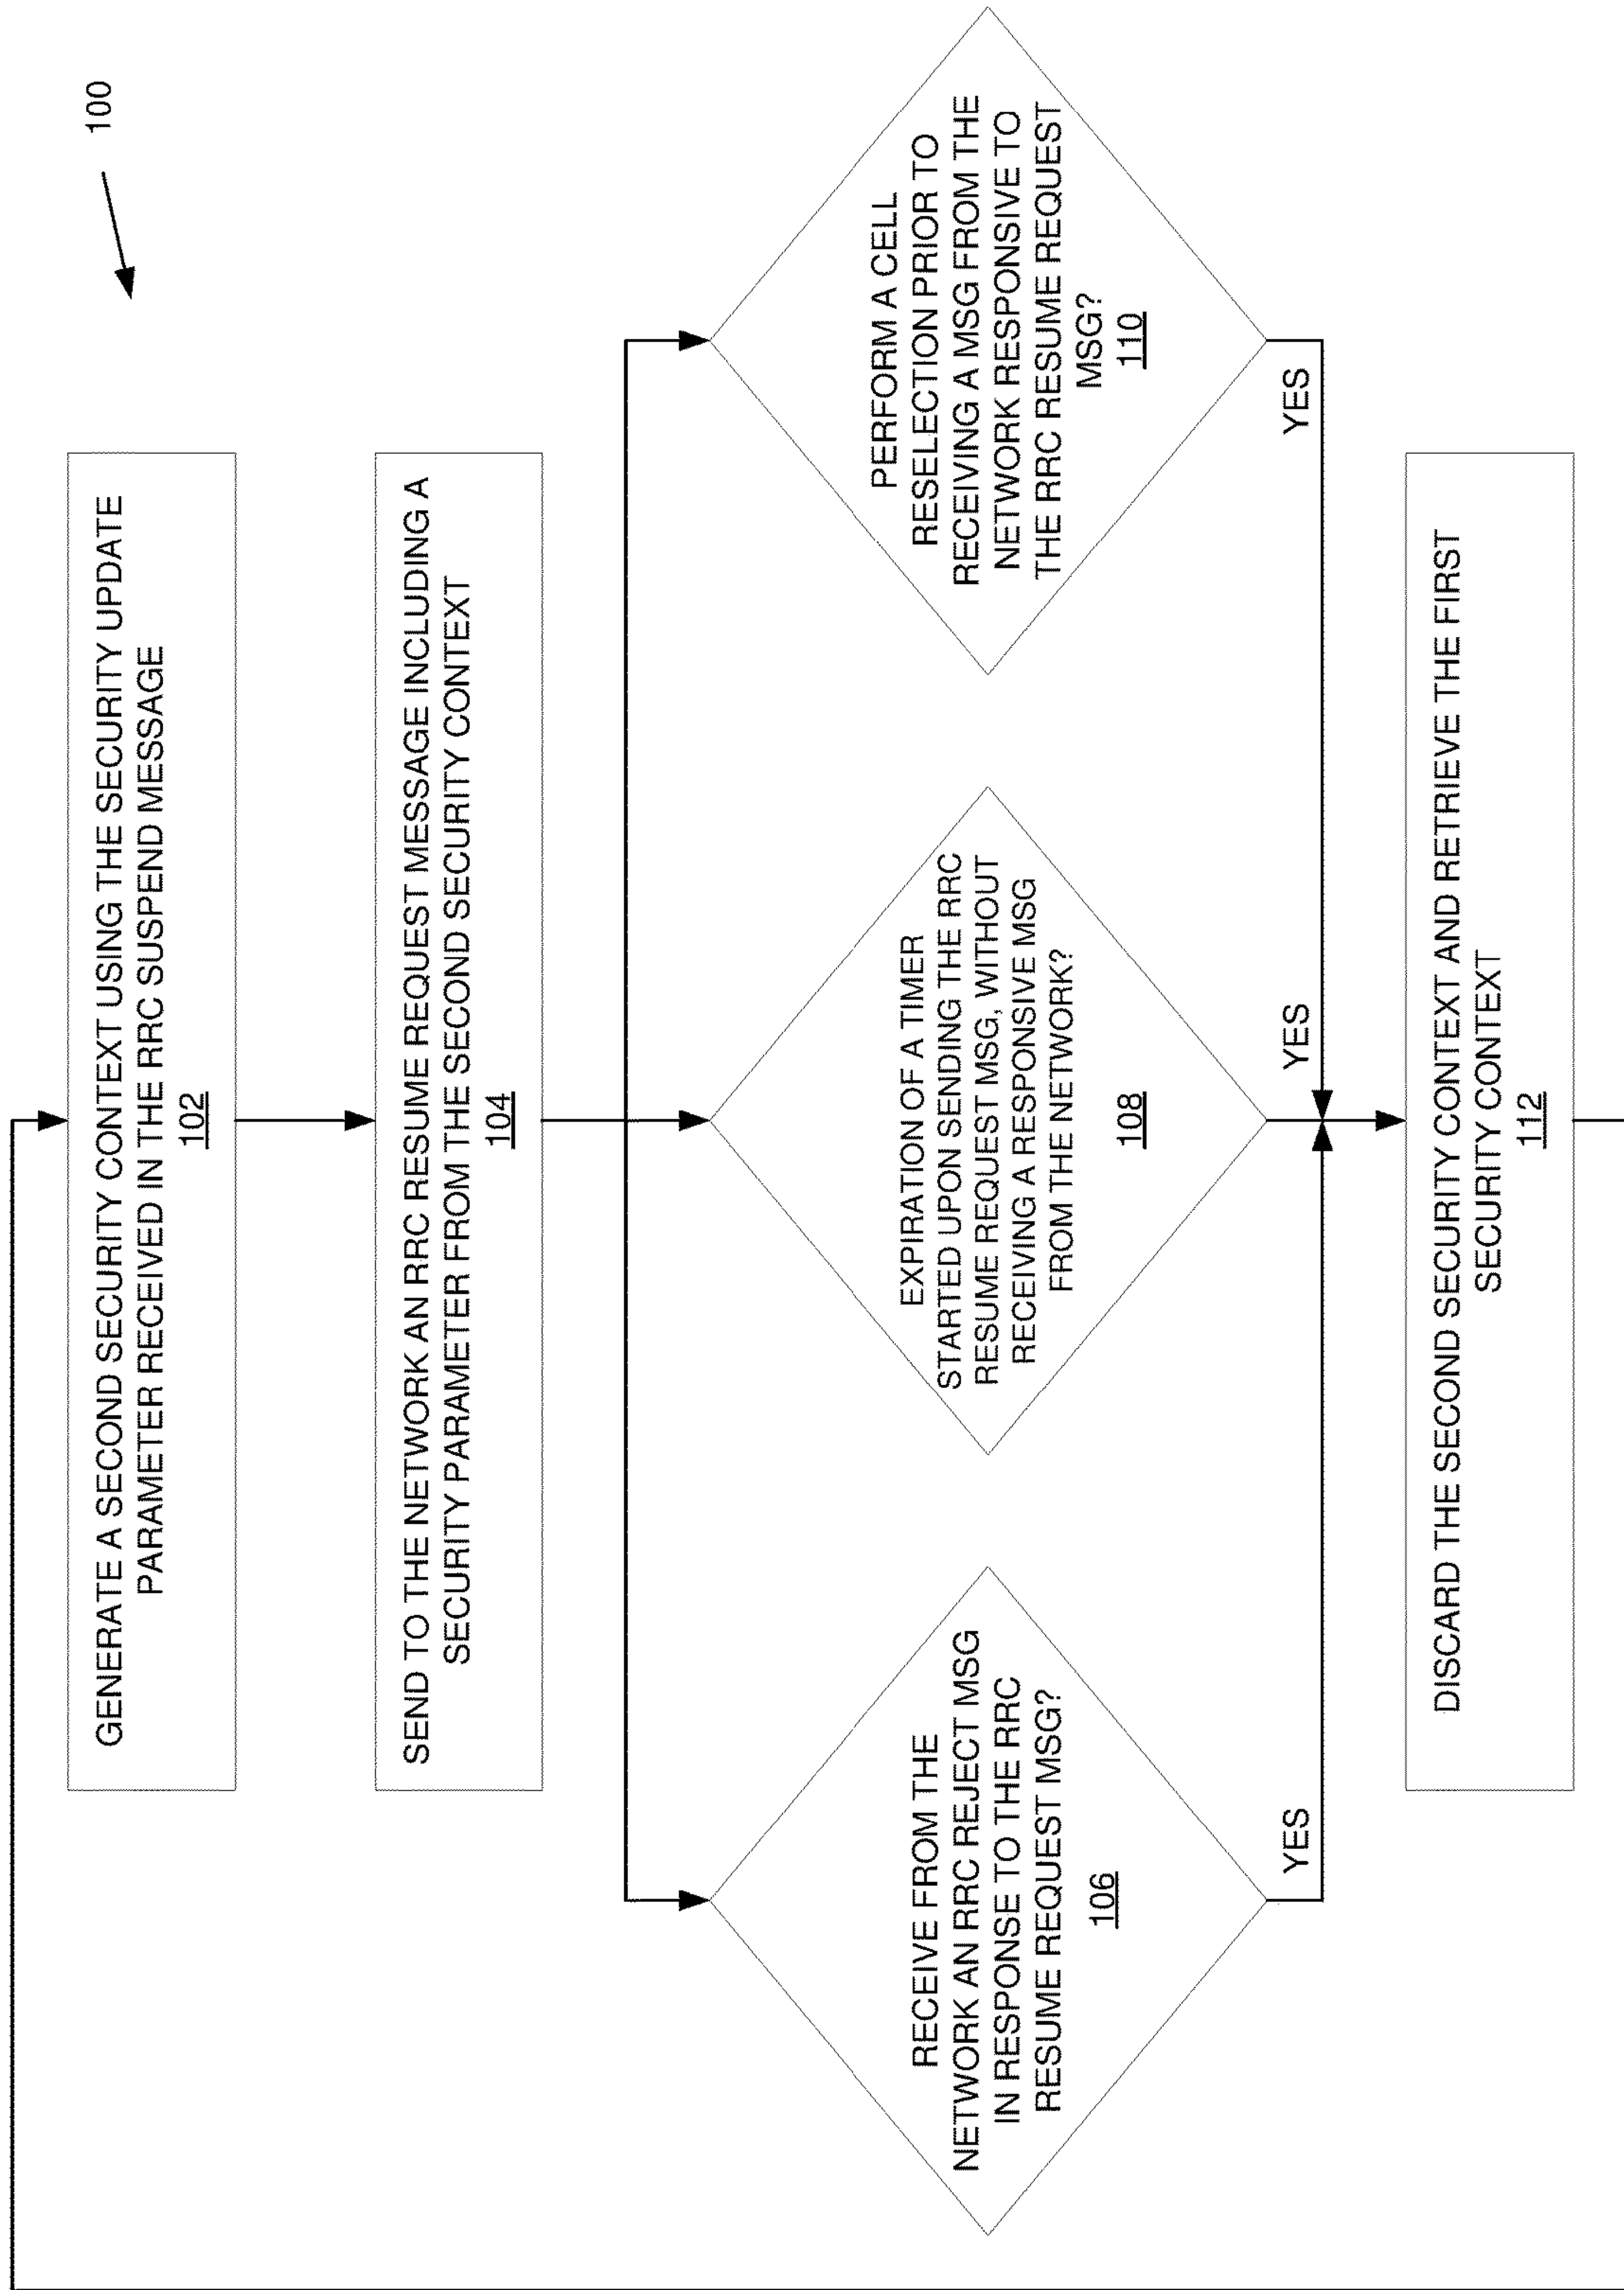 100
GENERATE A SECOND SECURITY CONTEXT USING THE SECURITY UPDATE
PARAMETER RECEIVED IN THE RRC SUSPEND MESSAGE
102
SEND TO THE NETWORK AN RRC RESUME REQUEST MESSAGE INCLUDING A
SECURITY PARAMETER FROM THE SECOND SECURITY CONTEXT
104
RECEIVE FROM THE
NETWORK AN RRC REJECT MSG
IN RESPONSE TO THE RRC
RESUME REQUEST MSG?
106
EXPIRATION OF A TIMER
STARTED UPON SENDING THE RRC
RESUME REQUEST MSG, WITHOUT
RECEIVING A RESPONSIVE MSG
FROM THE NETWORK?
108
PERFORM A CELL
RESELECTION PRIOR TO
RECEIVING A MSG FROM THE
NETWORK RESPONSIVE TO
THE RRC RESUME REQUEST
MSG?
110
YES
YES
YES
DISCARD THE SECOND SECURITY CONTEXT AND RETRIEVE THE FIRST
SECURITY CONTEXT
112